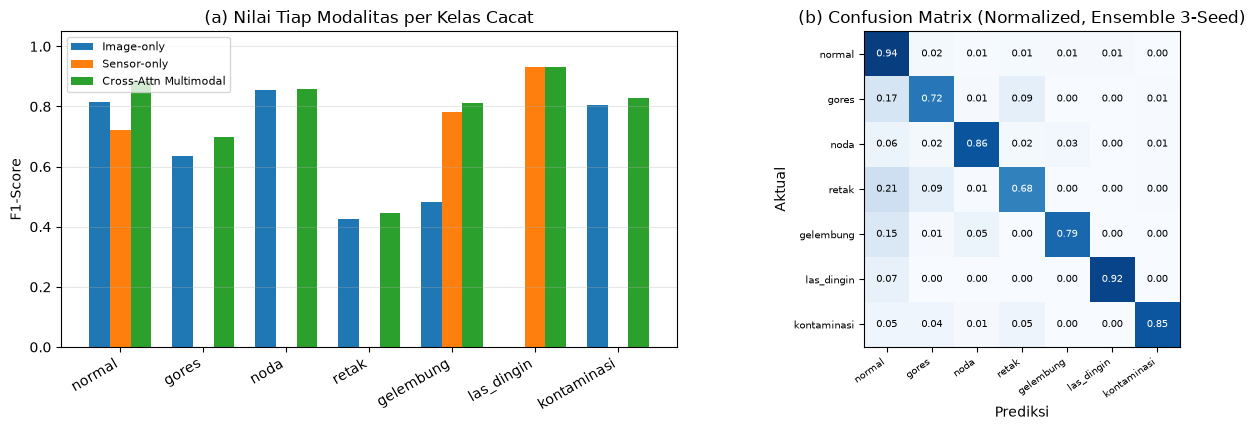 (a) Nilai Tiap Modalitas per Kelas Cacat
Image-only
Sensor-only
Cross-Attn Multimodal
F1-Score
1.0
0.8
0.6
0.4
0.2
0.0
normal
gores
noda
retak
gelembung
las_dingin
kontaminasi
(b) Confusion Matrix (Normalized, Ensemble 3-Seed)
Aktual
normal 0.94 0.02 0.01 0.01 0.01 0.01 0.00
gores 0.17 0.72 0.01 0.09 0.00 0.00 0.01
noda 0.06 0.02 0.86 0.02 0.03 0.00 0.01
retak 0.21 0.09 0.01 0.68 0.00 0.00 0.00
gelembung 0.15 0.01 0.05 0.00 0.79 0.00 0.00
las_dingin 0.07 0.00 0.00 0.00 0.00 0.92 0.00
kontaminasi 0.05 0.04 0.01 0.05 0.00 0.00 0.85
normal
gores
noda
retak
gelembung
las_dingin
kontaminasi
Prediksi